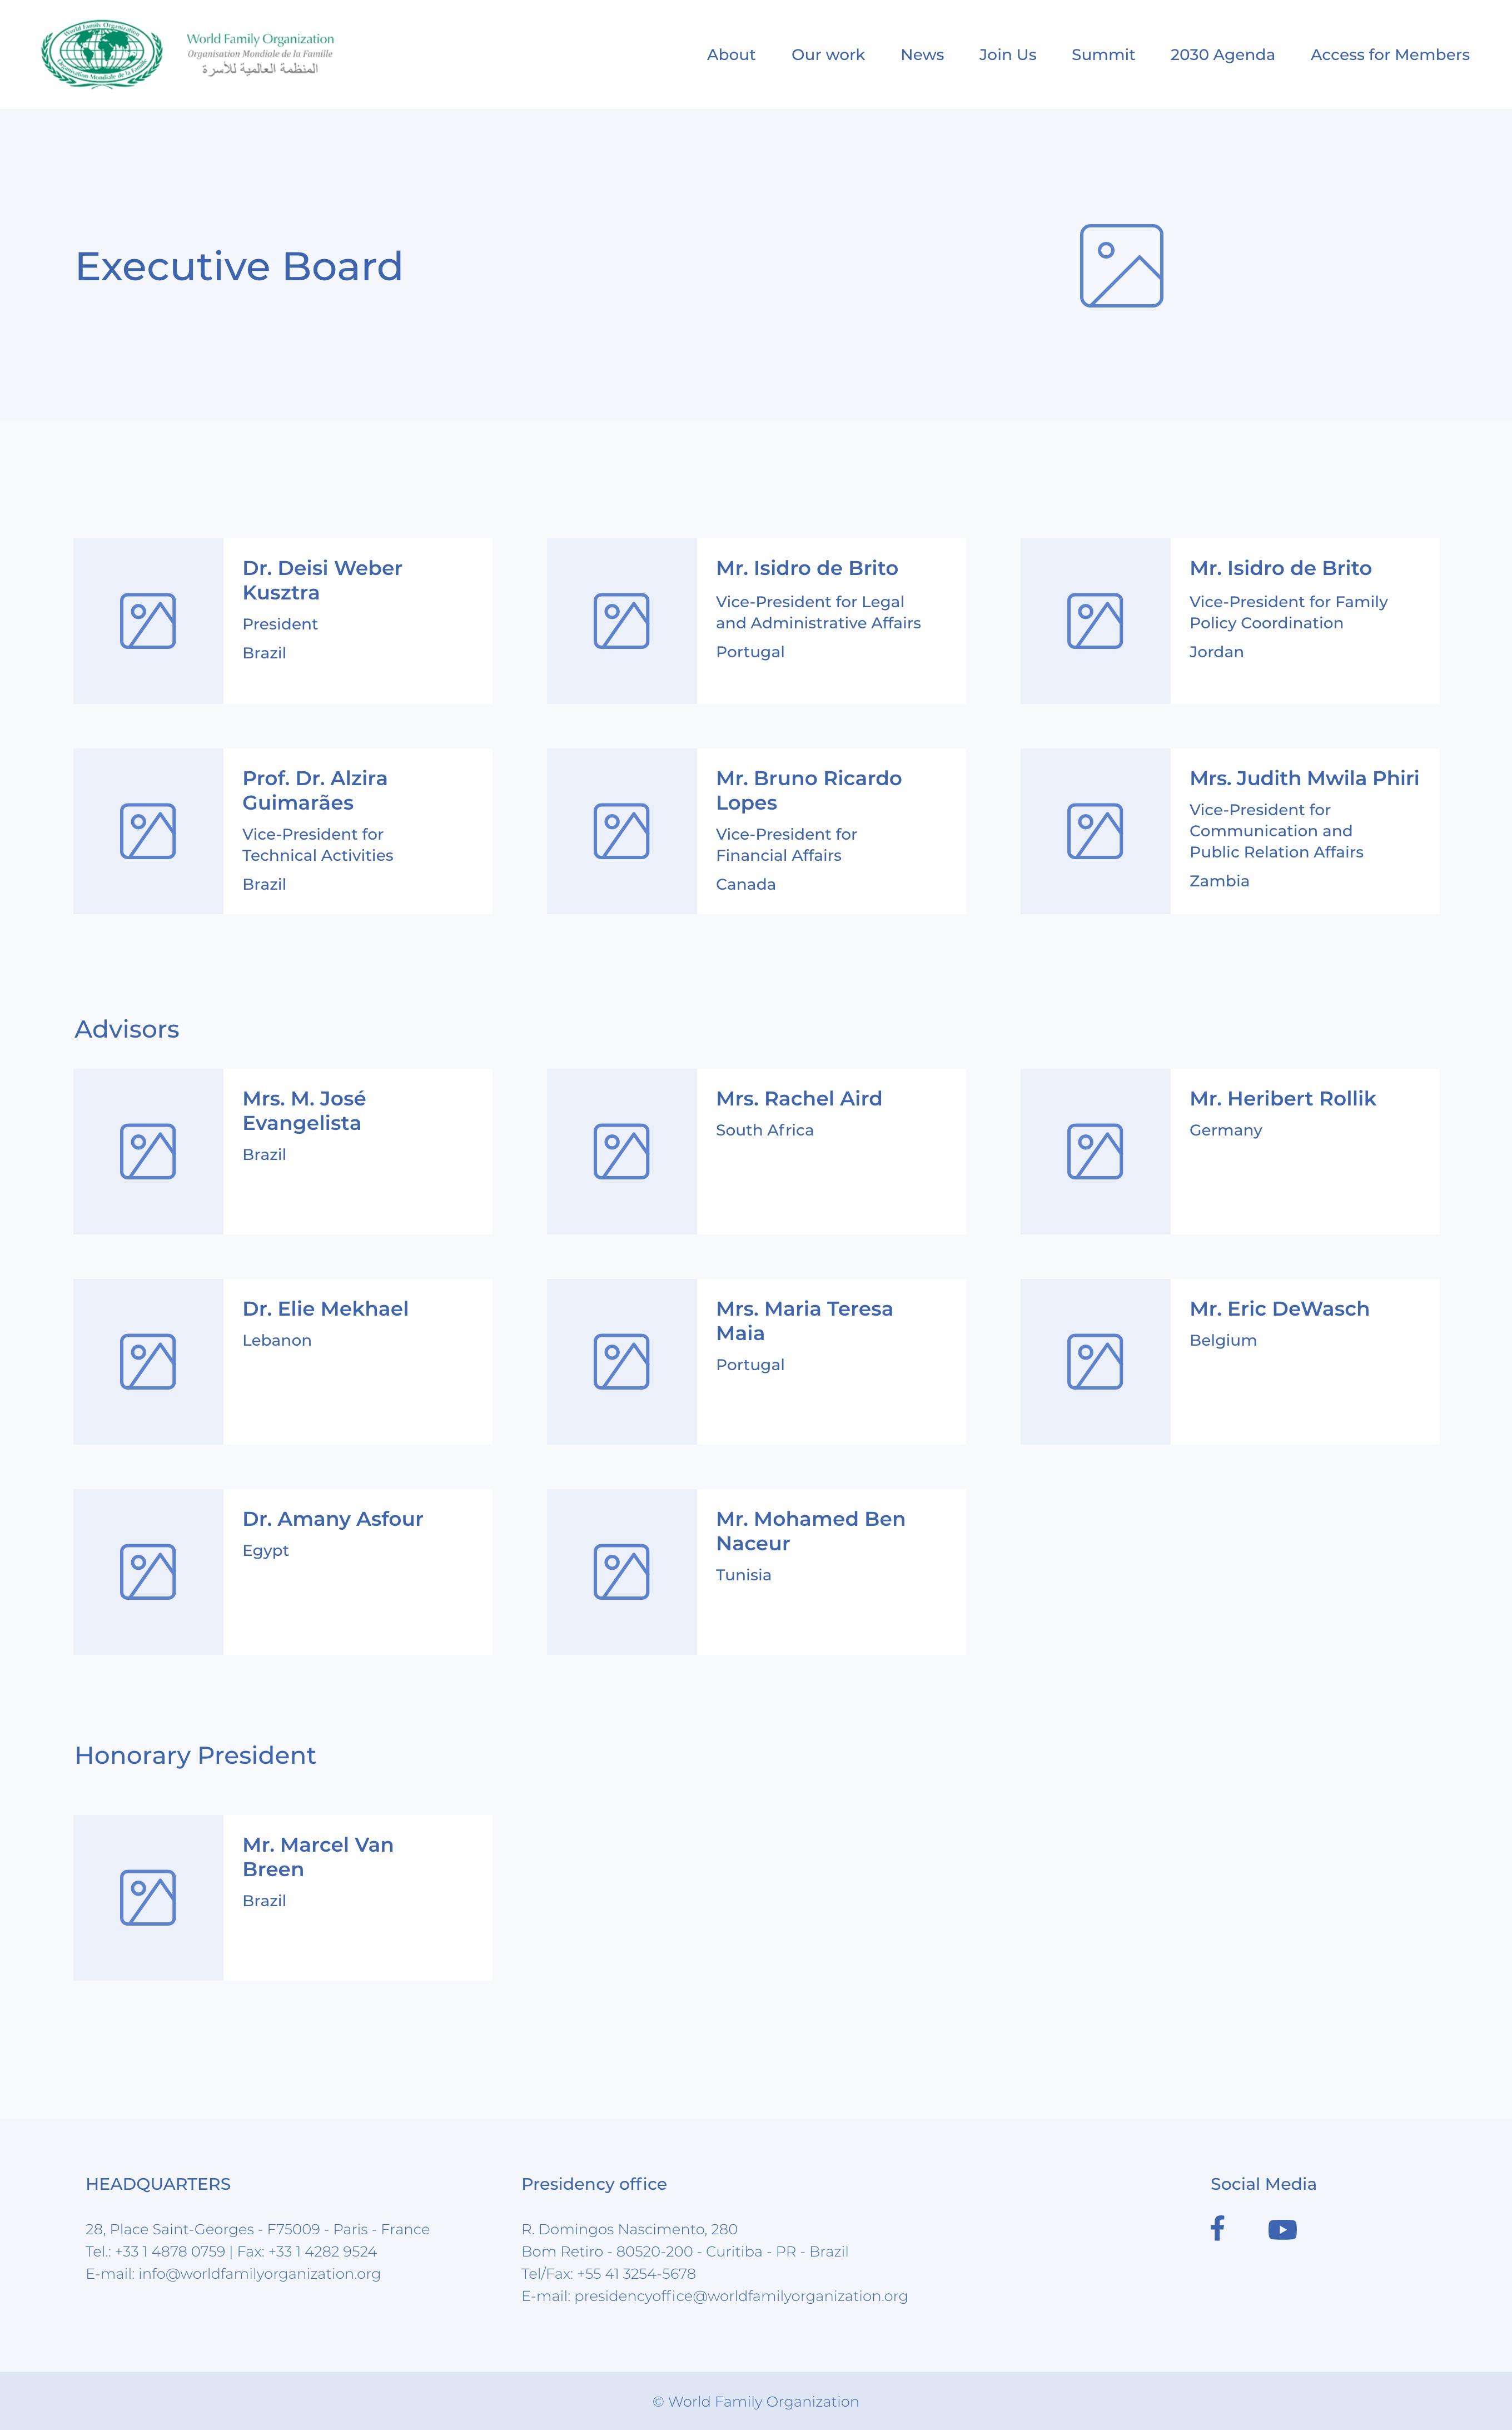 World Family Organization
Organisation Mondiale de la Famille
المنظمة العالمية للأسرة
World Family Organization
Organisation Mondiale de la Famille
About
Our work
News
Join Us
Summit
2030 Agenda
Access for Members
Executive Board
Dr. Deisi Weber
Kusztra
President
Brazil
Mr. Isidro de Brito
Vice-President for Legal
and Administrative Affairs
Portugal
Mr. Isidro de Brito
Vice-President for Family
Policy Coordination
Jordan
Prof. Dr. Alzira
Guimarães
Vice-President for
Technical Activities
Brazil
Mr. Bruno Ricardo
Lopes
Vice-President for
Financial Affairs
Canada
Mrs. Judith Mwila Phiri
Vice-President for
Communication and
Public Relation Affairs
Zambia
Advisors
Mrs. M. José
Evangelista
Brazil
Mrs. Rachel Aird
South Africa
Mr. Heribert Rollik
Germany
Dr. Elie Mekhael
Lebanon
Mrs. Maria Teresa
Maia
Portugal
Mr. Eric DeWasch
Belgium
Dr. Amany Asfour
Egypt
Mr. Mohamed Ben
Naceur
Tunisia
Honorary President
Mr. Marcel Van
Breen
Brazil
HEADQUARTERS
28, Place Saint-Georges - F75009 - Paris - France
Tel.: +33 1 4878 0759 | Fax: +33 1 4282 9524
E-mail: info@worldfamilyorganization.org
Presidency office
R. Domingos Nascimento, 280
Bom Retiro - 80520-200 - Curitiba - PR - Brazil
Tel/Fax: +55 41 3254-5678
E-mail: presidencyoffice@worldfamilyorganization.org
Social Media
© World Family Organization